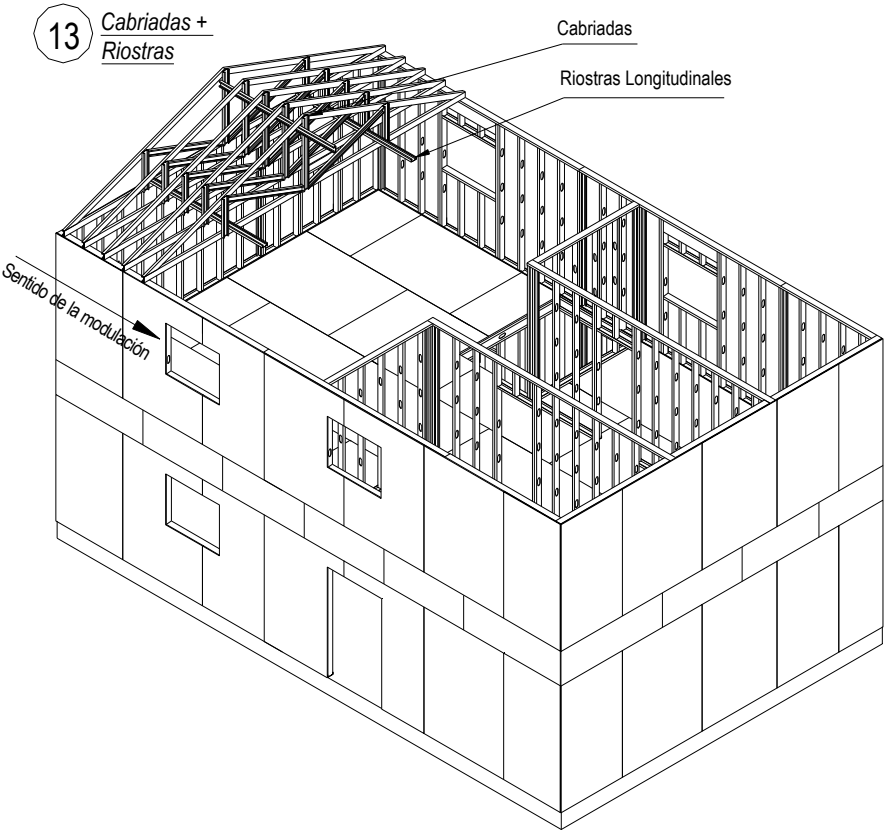 13
Cabriadas +
Riostras
Cabriadas
Riostras Longitudinales
Sentido de la modulación